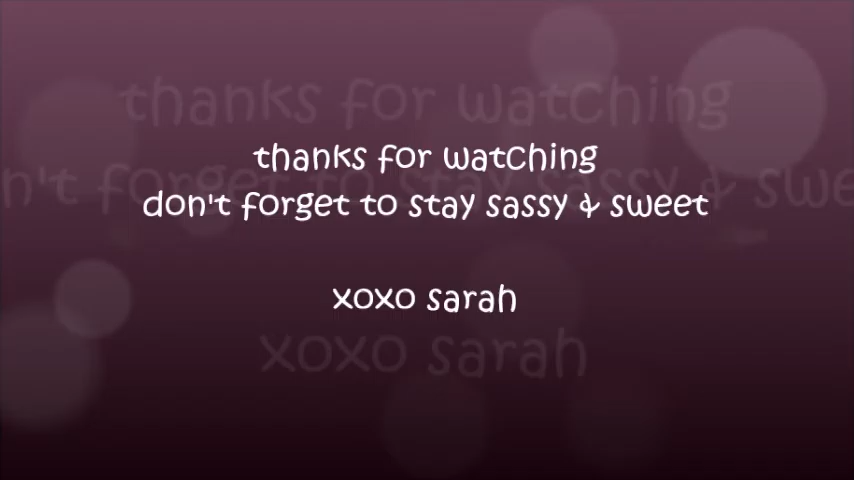 thanks for watching
don't forget to stay sassy & sweet
xoxo sarah